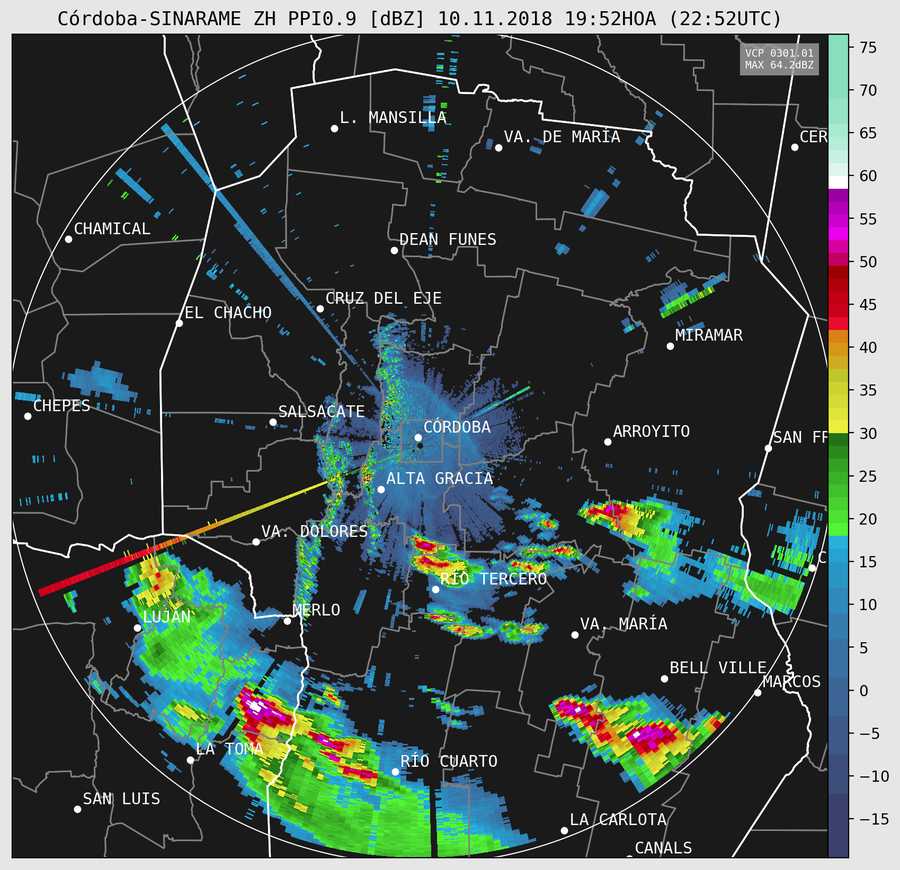 Córdoba-SINARAME ZH PPI0.9 [dBZ] 10.11.2018 19:52HOA (22:52UTC)
VCP 0301.01
MAX 64.2dBZ
75
70
65
60
55
50
45
40
35
30
25
20
15
10
5
0
−5
−10
−15
L. MANSILLA
VA. DE MARÍA
CER
CHAMICAL
DEAN FUNES
CRUZ DEL EJE
EL CHACHO
MIRAMAR
CHEPES
SALSACATE
CÓRDOBA
ARROYITO
SAN FR
ALTA GRACIA
VA. DOLORES
C
RÍO TERCERO
MERLO
LUJÁN
VA. MARÍA
BELL VILLE
MARCOS
LA TOMA
RÍO CUARTO
SAN LUIS
LA CARLOTA
CANALS